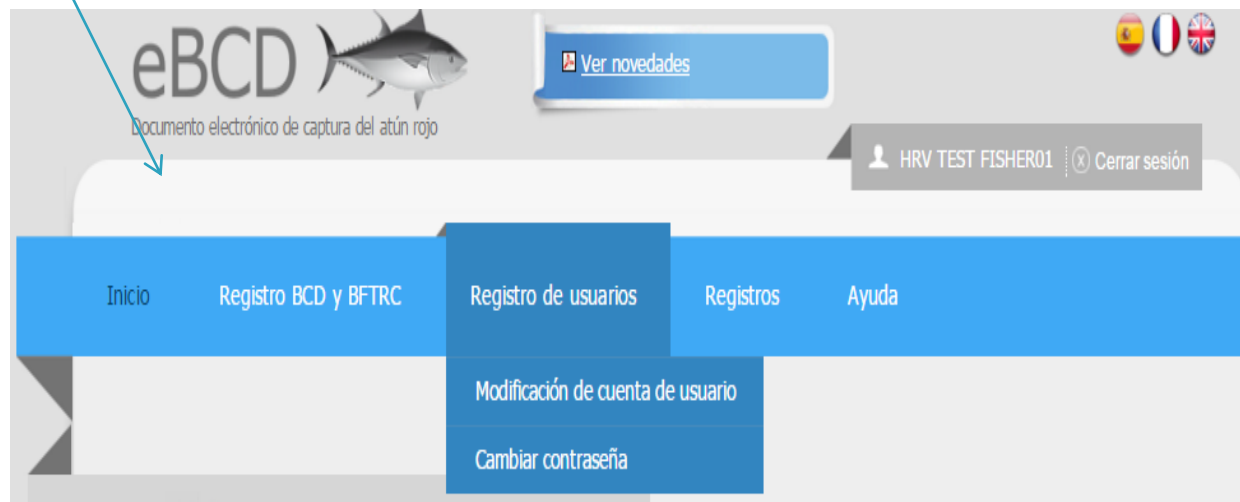 eBCD
Ver novedades
Documento electrónico de captura del atún rojo
HRV TEST FISHER01 Cerrar sesión
Inicio Registro BCD y BFTRC Registro de usuarios Registros Ayuda
Modificación de cuenta de usuario
Cambiar contraseña